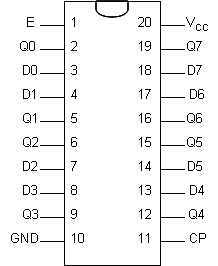 E 1 20 VCC
Q0 2 19 Q7
D0 3 18 D7
D1 4 17 D6
Q1 5 16 Q6
Q2 6 15 Q5
D2 7 14 D5
D3 8 13 D4
Q3 9 12 Q4
GND 10 11 CP